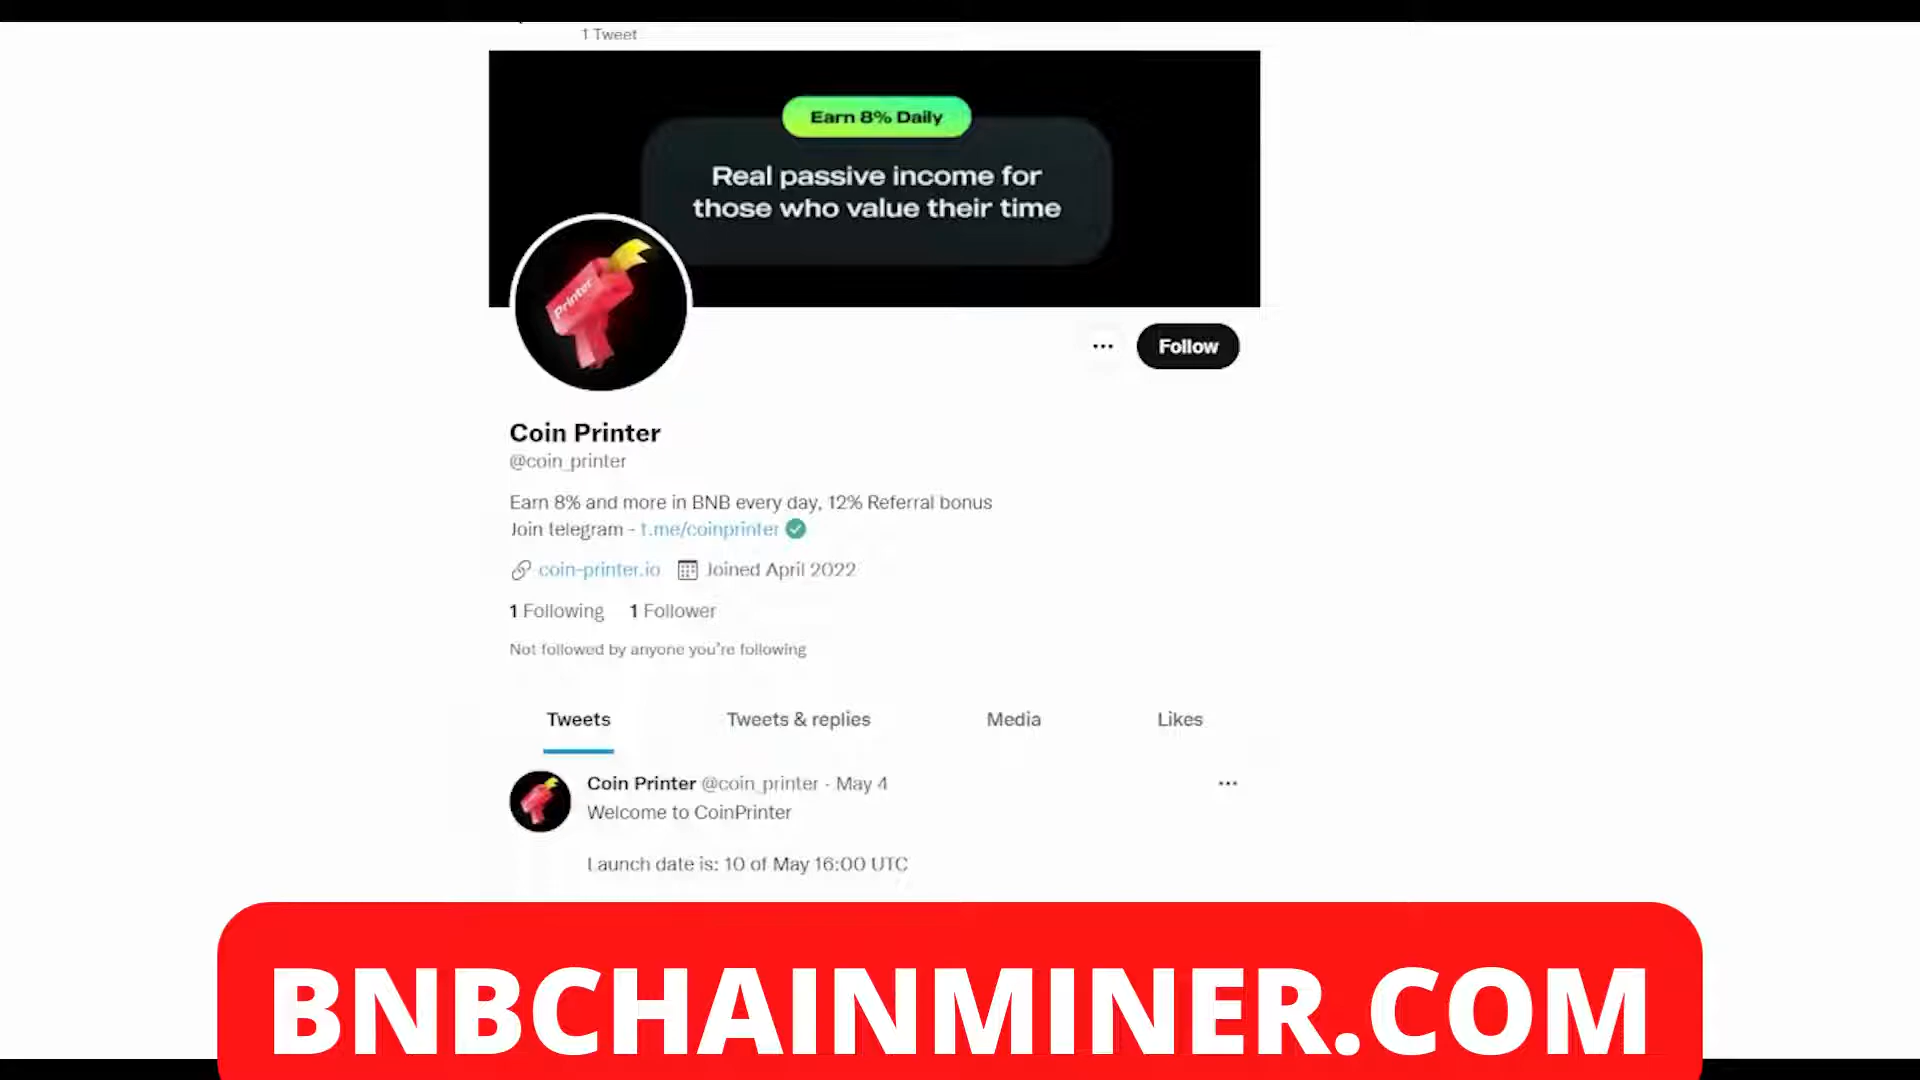 1 Tweet
Earn 8% Daily
Real passive income for
those who value their time
Printer
Follow
Coin Printer
@coin_printer
Earn 8% and more in BNB every day, 12% Referral bonus
Join telegram - t.me/coinprinter
coin-printer.io Joined April 2022
1 Following 1 Follower
Not followed by anyone you're following
Tweets Tweets & replies Media Likes
Coin Printer @coin_printer · May 4
Welcome to CoinPrinter
Launch date is: 10 of May 16:00 UTC
BNBCHAINMINER.COM